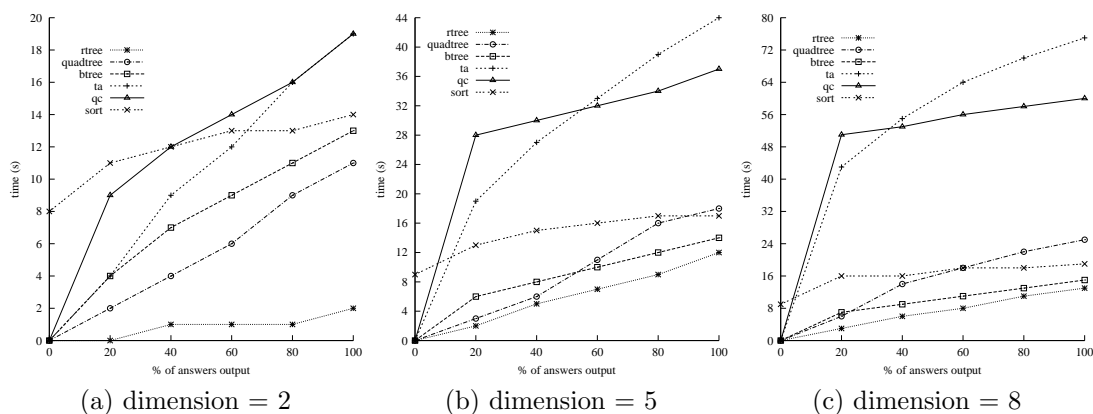 20
18
16
14
12
10
8
6
4
2
0
time (s)
rtree
quadtree
btree
ta
qc
sort
0 20 40 60 80 100
% of answers output
(a) dimension = 2
44
40
36
32
28
24
20
16
12
8
4
0
time (s)
rtree
quadtree
btree
ta
qc
sort
0 20 40 60 80 100
% of answers output
(b) dimension = 5
80
72
64
56
48
40
32
24
16
8
0
time (s)
rtree
quadtree
btree
ta
qc
sort
0 20 40 60 80 100
% of answers output
(c) dimension = 8